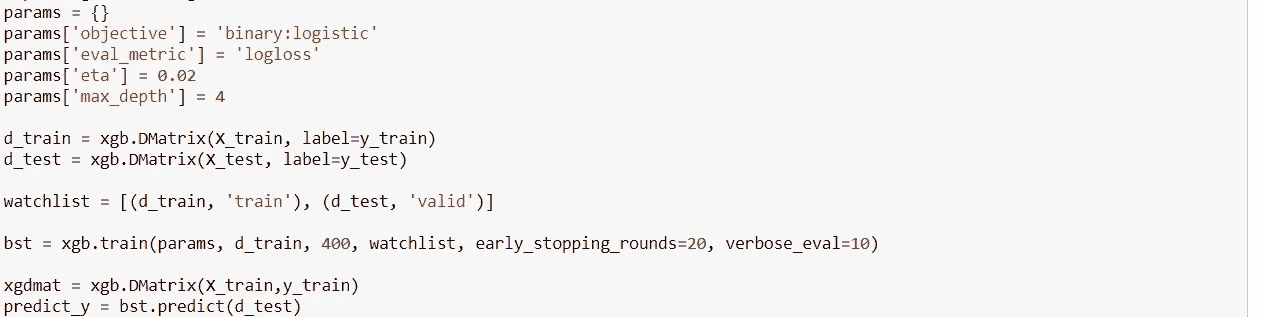 params = {}
params['objective'] = 'binary:logistic'
params['eval_metric'] = 'logloss'
params['eta'] = 0.02
params['max_depth'] = 4
d_train = xgb.DMatrix(X_train, label=y_train)
d_test = xgb.DMatrix(X_test, label=y_test)
watchlist = [(d_train, 'train'), (d_test, 'valid')]
bst = xgb.train(params, d_train, 400, watchlist, early_stopping_rounds=20, verbose_eval=10)
xgdmat = xgb.DMatrix(X_train,y_train)
predict_y = bst.predict(d_test)